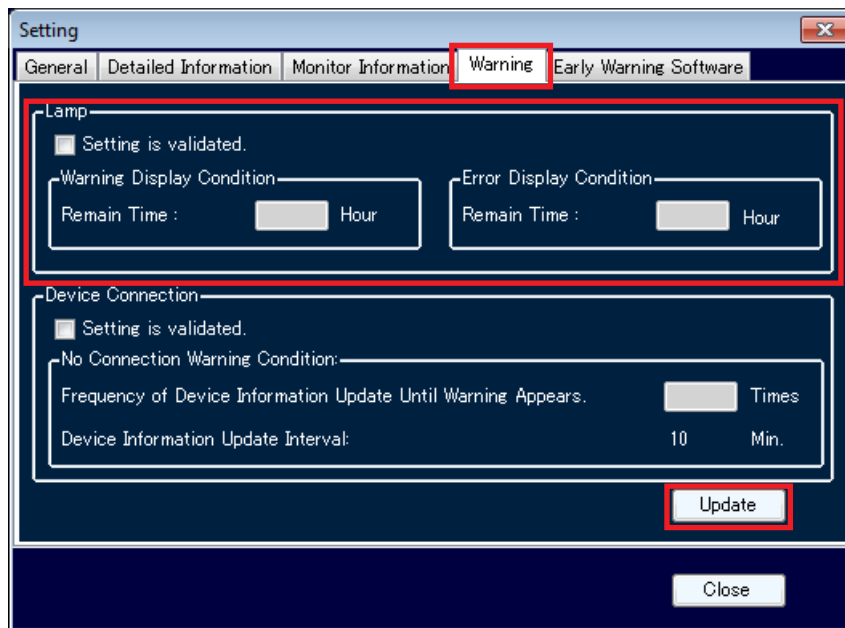 Setting
General Detailed Information Monitor Information Warning Early Warning Software
Lamp
Setting is validated.
Warning Display Condition Error Display Condition
Remain Time : Hour Remain Time : Hour
Device Connection
Setting is validated.
No Connection Warning Condition:
Frequency of Device Information Update Until Warning Appears. Times
Device Information Update Interval: 10 Min.
Update
Close